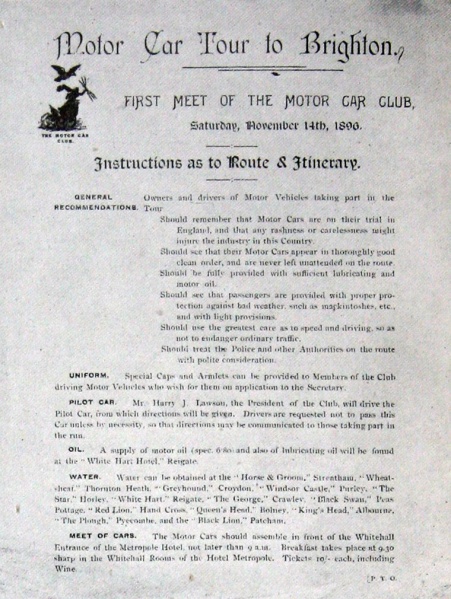 Motor Car Tour to Brighton.
THE MOTOR CAR
CLUB.
FIRST MEET OF THE MOTOR CAR CLUB,
Saturday, November 14th, 1896.
Instructions as to Route & Itinerary.
GENERAL RECOMMENDATIONS. Owners and drivers of Motor Vehicles taking part in the
Tour
Should remember that Motor Cars are on their trial in
England, and that any rashness or carelessness might
injure the industry in this Country.
Should see that their Motor Cars appear in thoroughly good
clean order, and are never left unattended on the route.
Should be fully provided with sufficient lubricating and
motor oil.
Should see that passengers are provided with proper pro-
tection against bad weather, such as mackintoshes, etc.,
and with light provisions.
Should use the greatest care as to speed and driving, so as
not to endanger ordinary traffic.
Should treat the Police and other Authorities on the route
with polite consideration.
UNIFORM. Special Caps and Armlets can be provided to Members of the Club
driving Motor Vehicles who wish for them on application to the Secretary.
PILOT CAR. Mr. Harry J. Lawson, the President of the Club, will drive the
Pilot Car, from which directions will be given. Drivers are requested not to pass this
Car unless by necessity, so that directions may be communicated to those taking part in
the run.
OIL. A supply of motor oil (spec. 680) and also of lubricating oil will be found
at the "White Hart Hotel," Reigate.
WATER. Water can be obtained at the "Horse & Groom," Streatham, "Wheat-
sheaf," Thornton Heath, "Greyhound," Croydon, "Windsor Castle," Purley, "The
Star," Horley, "White Hart," Reigate, "The George," Crawley, "Black Swan," Peas
Pottage, "Red Lion," Hand Cross, "Queen's Head," Bolney, "King's Head," Albourne,
"The Plough," Pyecombe, and the "Black Lion," Patcham.
MEET OF CARS. The Motor Cars should assemble in front of the Whitehall
Entrance of the Metropole Hotel, not later than 9 a.m. Breakfast takes place at 9.30
sharp in the Whitehall Rooms of the Hotel Metropole. Tickets 10/- each, including
Wine.
[P. T. O.